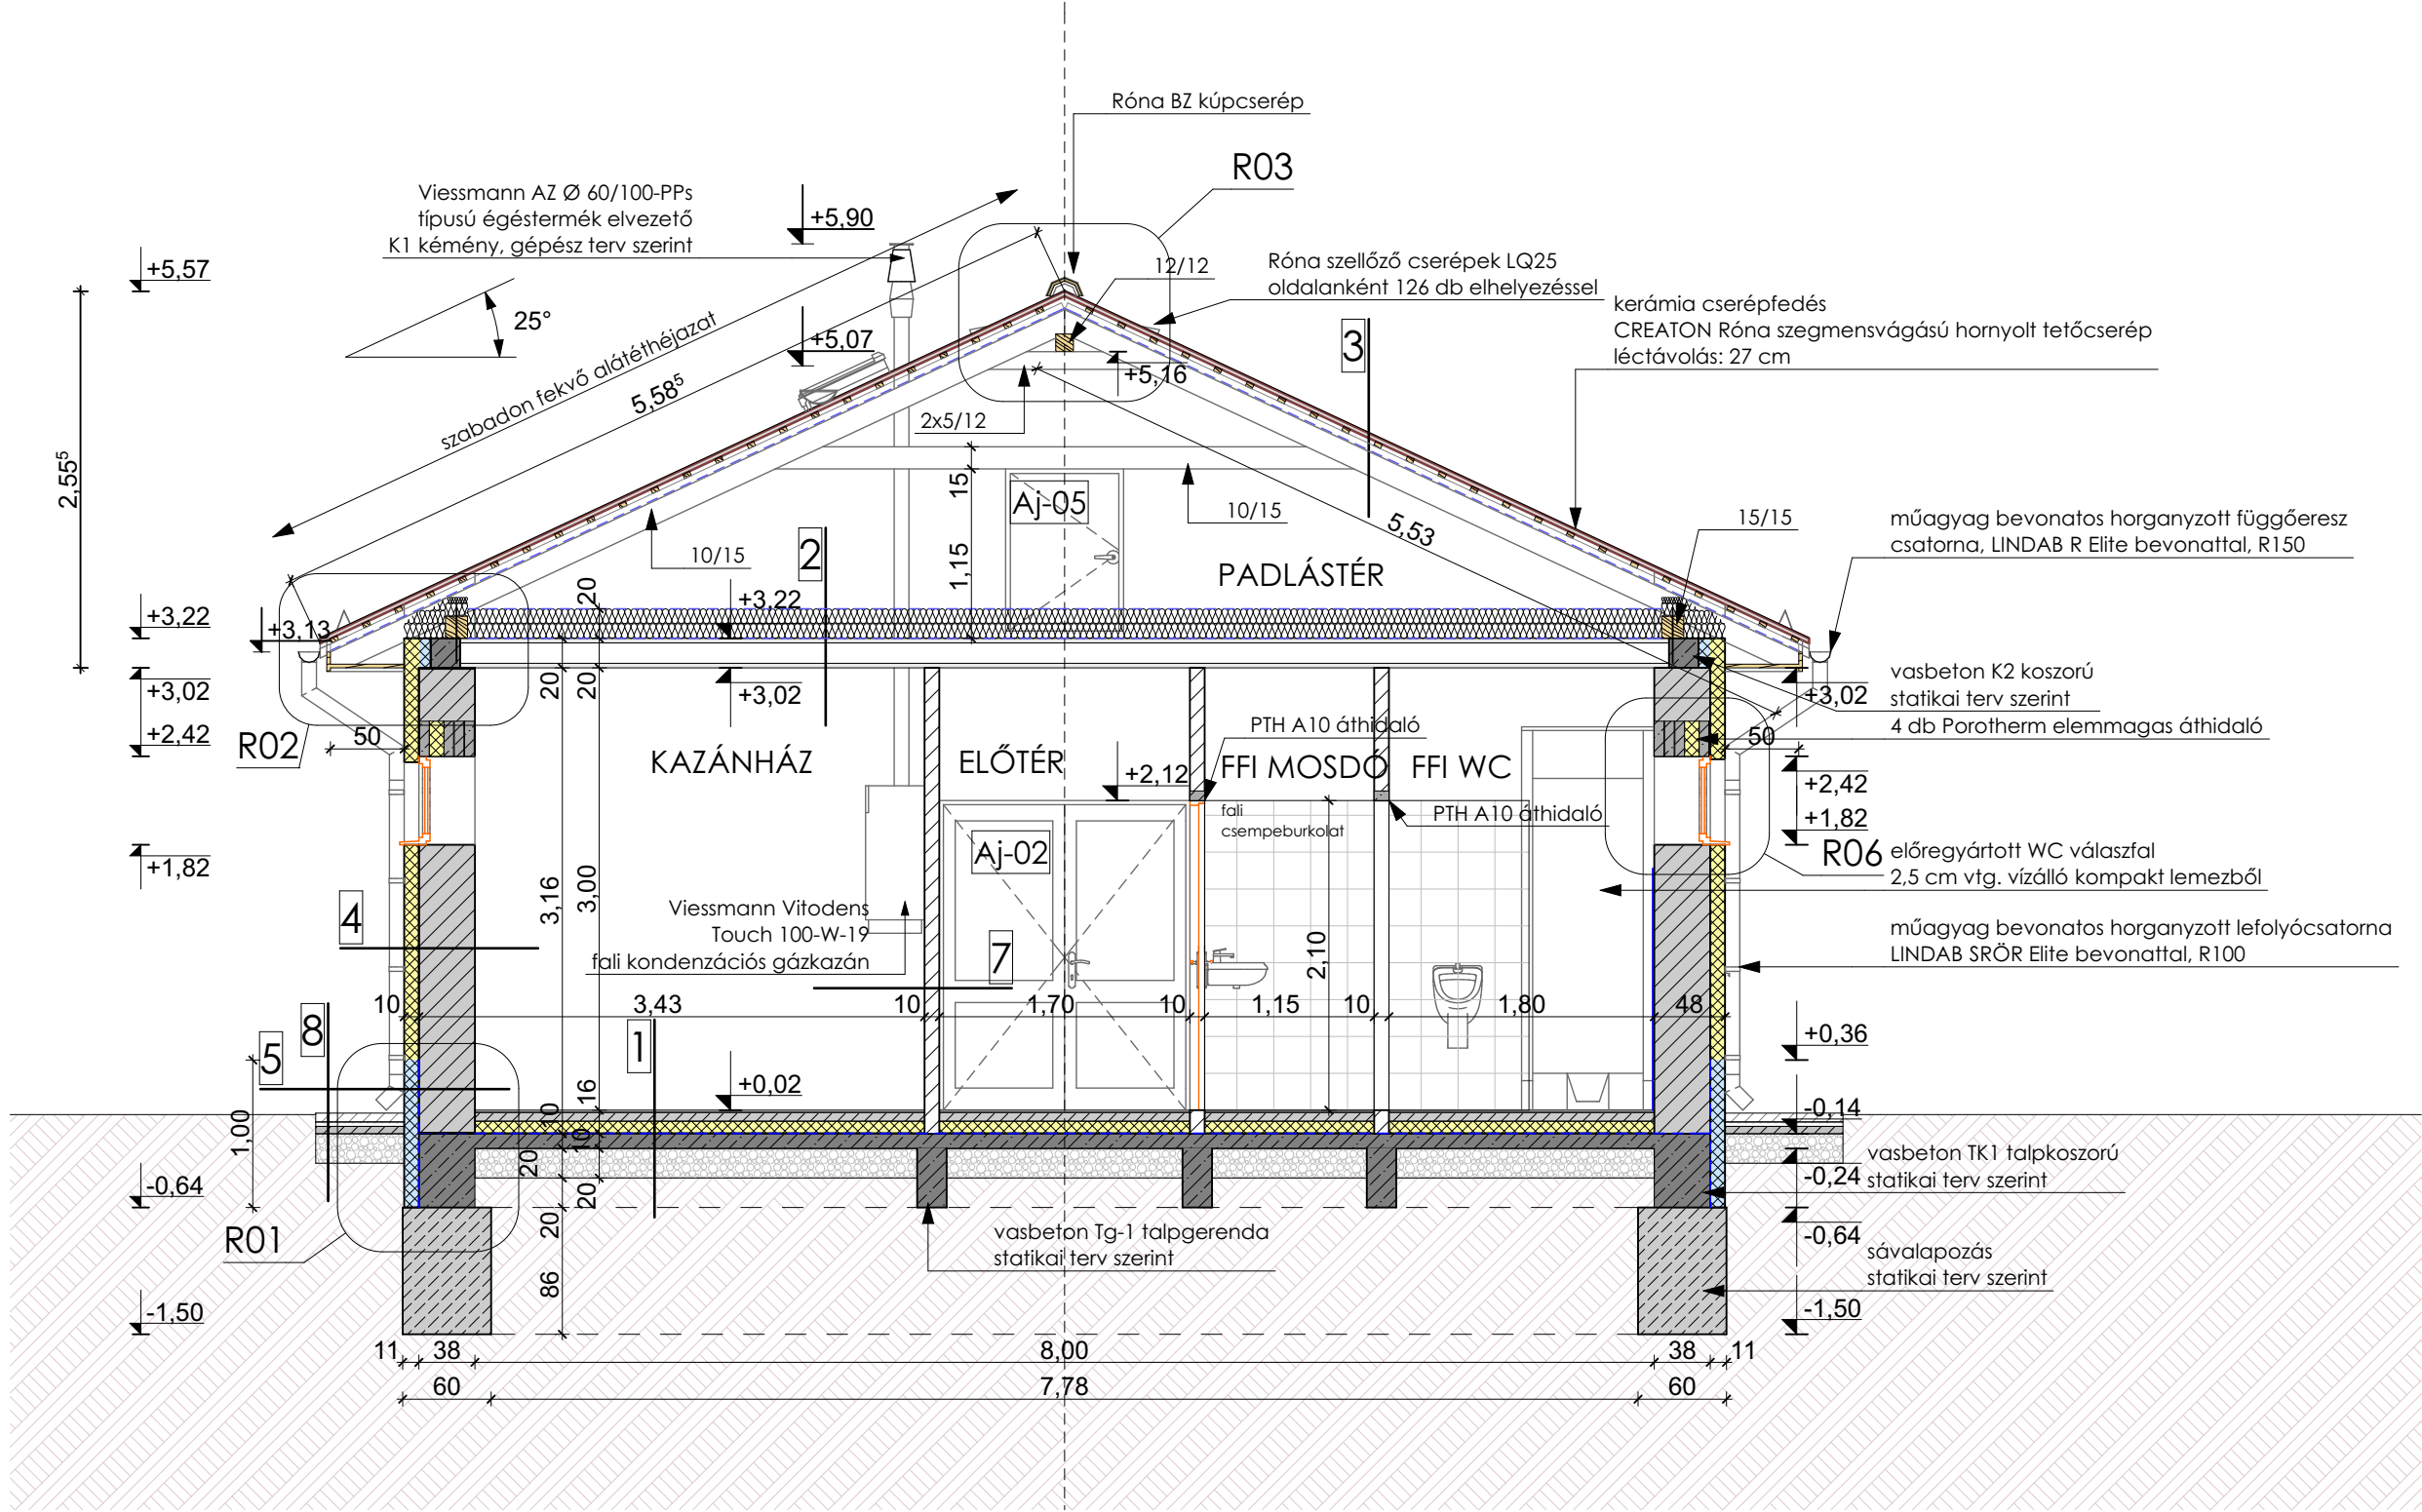 Róna BZ kúpcserép
R03
Viessmann AZ Ø 60/100-PPs
típusú égéstermék elvezető
K1 kémény, gépész terv szerint
+5,90
+5,57
25°
szabadon fekvő alátéthéjazat
5,58⁵
+5,07
12/12
Róna szellőző cserépek LQ25
oldalanként 126 db elhelyezéssel
kerámia cserépfedés
CREATON Róna szegmensvágású hornyolt tetőcserép
léctávolás: 27 cm
3
+5,16
2x5/12
2,55⁵
15
Aj-05
10/15
5,53
15/15
műagyag bevonatos horganyzott függőeresz
csatorna, LINDAB R Elite bevonattal, R150
10/15
2
1,15
PADLÁSTÉR
20
+3,22
+3,22
+3,13
+3,02
20
20
+3,02
+3,02
vasbeton K2 koszorú
statikai terv szerint
4 db Porotherm elemmagas áthidaló
+2,42
50
R02
KAZÁNHÁZ
ELŐTÉR
PTH A10 áthidaló
FFI MOSDÓ
FFI WC
50
+2,12
+2,42
fali
csempeburkolat
PTH A10 áthidaló
+1,82
+1,82
Aj-02
R06
előregyártott WC válaszfal
2,5 cm vtg. vízálló kompakt lemezből
3,16
3,00
4
Viessmann Vitodens
Touch 100-W-19
fali kondenzációs gázkazán
7
2,10
műagyag bevonatos horganyzott lefolyócsatorna
LINDAB SRÖR Elite bevonattal, R100
10
3,43
10
1,70
10
1,15
10
1,80
48
8
5
1
+0,36
+0,02
16
10
10
20
1,00
-0,14
vasbeton TK1 talpkoszorú
statikai terv szerint
-0,24
-0,64
20
20
-0,64
R01
vasbeton Tg-1 talpgerenda
statikai terv szerint
sávalapozás
statikai terv szerint
86
-1,50
-1,50
11
38
8,00
38
11
60
7,78
60